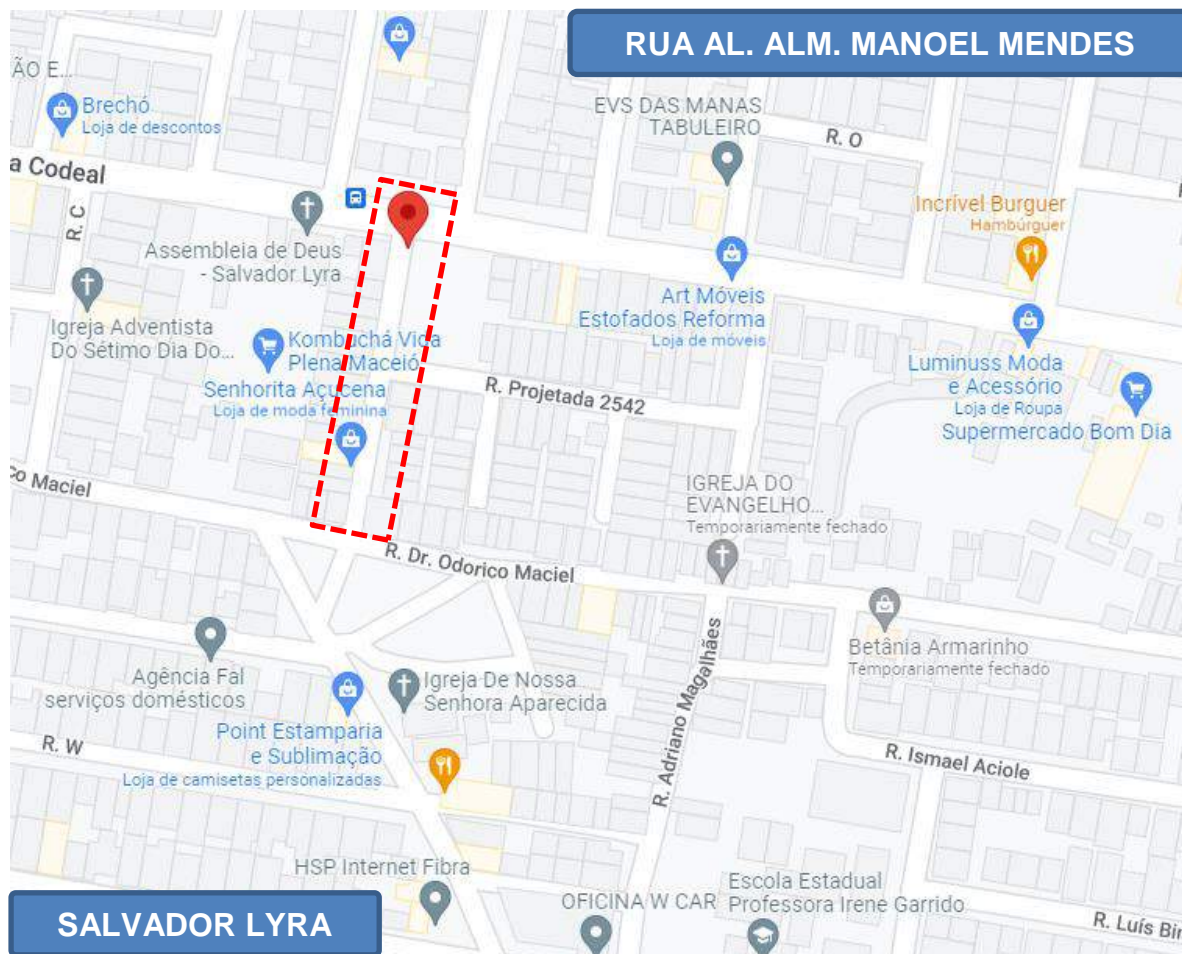 RUA AL. ALM. MANOEL MENDES
ÃO E...
Brechó
Loja de descontos
EVS DAS MANAS
TABULEIRO
R. O
a Codeal
R. C
Assembleia de Deus
- Salvador Lyra
Incrível Burguer
Hambúrguer
Igreja Adventista
Do Sétimo Dia Do...
Kombuchá Vida
Plena Maceió
Senhorita Açucena
Loja de moda feminina
Art Móveis
Estofados Reforma
Loja de móveis
Luminuss Moda
e Acessório
Loja de Roupa
Supermercado Bom Dia
R. Projetada 2542
co Maciel
IGREJA DO
EVANGELHO...
Temporariamente fechado
R. Dr. Odorico Maciel
Betânia Armarinho
Temporariamente fechado
Agência Fal
serviços domésticos
Igreja De Nossa
Senhora Aparecida
R. Adriano Magalhães
Point Estamparia
e Sublimação
Loja de camisetas personalizadas
R. W
R. Ismael Aciole
HSP Internet Fibra
OFICINA W CAR
Escola Estadual
Professora Irene Garrido
R. Luís Bir
SALVADOR LYRA